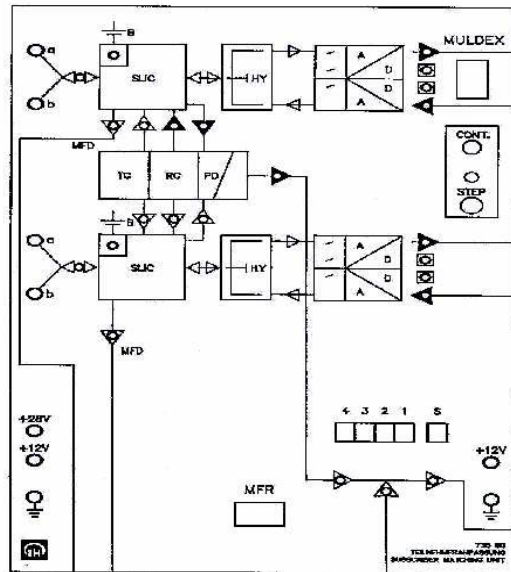 B
a
b
SLIC
HY
A
D
D
A
MULDEX
CONT.
STEP
MFD
TG
RG
PD
B
a
b
SLIC
HY
A
D
D
A
MFD
4 3 2 1 S
+28V
+12V
+12V
MFR
TEILNEHMERANPASSUNG
SUBSCRIBER MATCHING UNIT